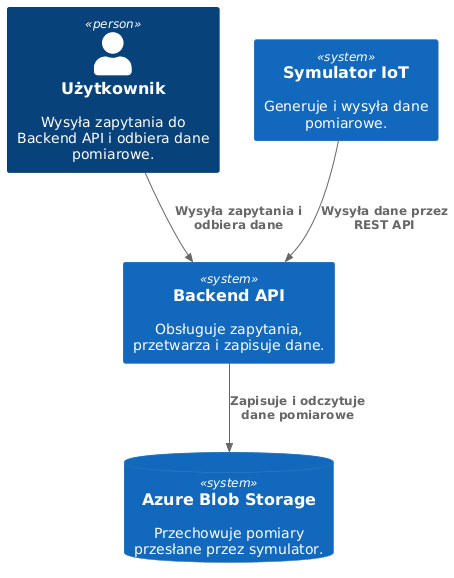 «person»
Użytkownik
Wysyła zapytania do
Backend API i odbiera dane
pomiarowe.
«system»
Symulator IoT
Generuje i wysyła dane
pomiarowe.
Wysyła zapytania i
odbiera dane
Wysyła dane przez
REST API
«system»
Backend API
Obsługuje zapytania,
przetwarza i zapisuje dane.
Zapisuje i odczytuje
dane pomiarowe
«system»
Azure Blob Storage
Przechowuje pomiary
przesłane przez symulator.